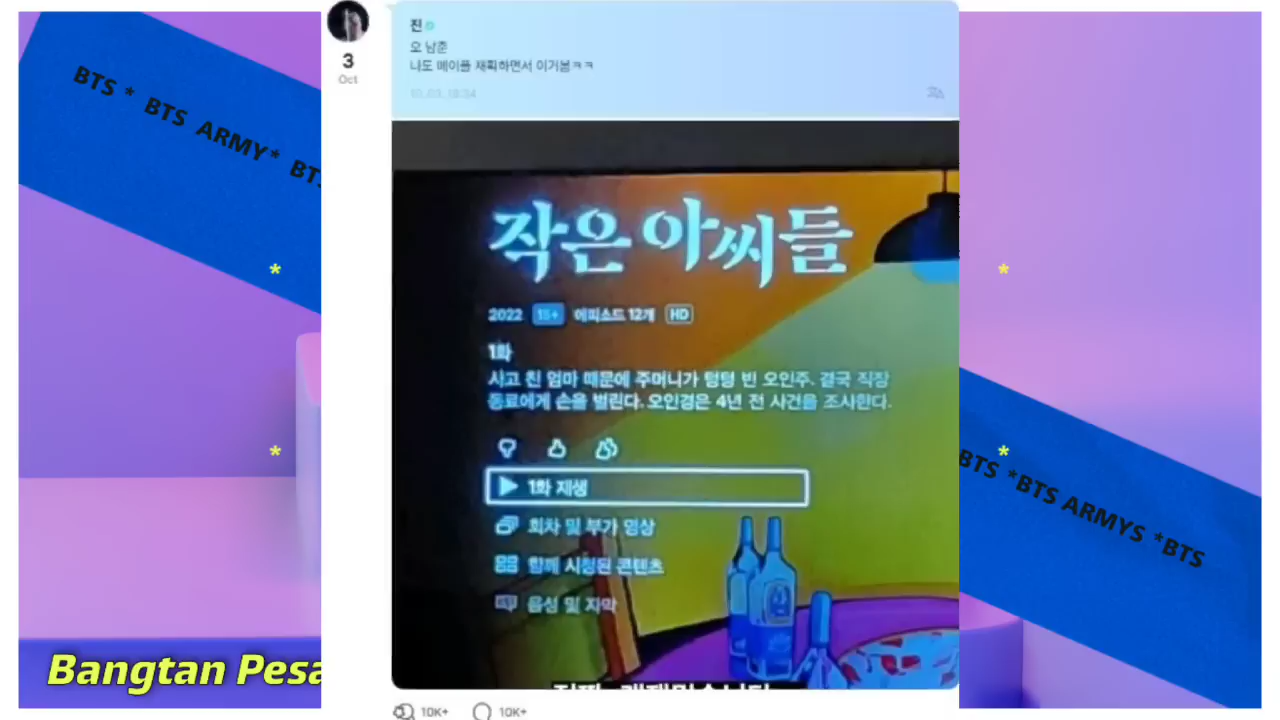 BTS * BTS ARMY* BTS
3
Oct
진
오 남준
나도 메이플 재획하면서 이거봄ㅋㅋ
작은 아씨들
2022 15+ 에피소드 12개 HD
1화
사고 친 엄마 때문에 주머니가 텅텅 빈 오인주. 결국 직장
동료에게 손을 벌린다. 오인경은 4년 전 사건을 조사한다.
1화 재생
회차 및 부가 영상
함께 시청된 콘텐츠
음성 및 자막
10K+ 10K+
BTS *BTS ARMYS *BTS
* *
* *
Bangtan Pesa